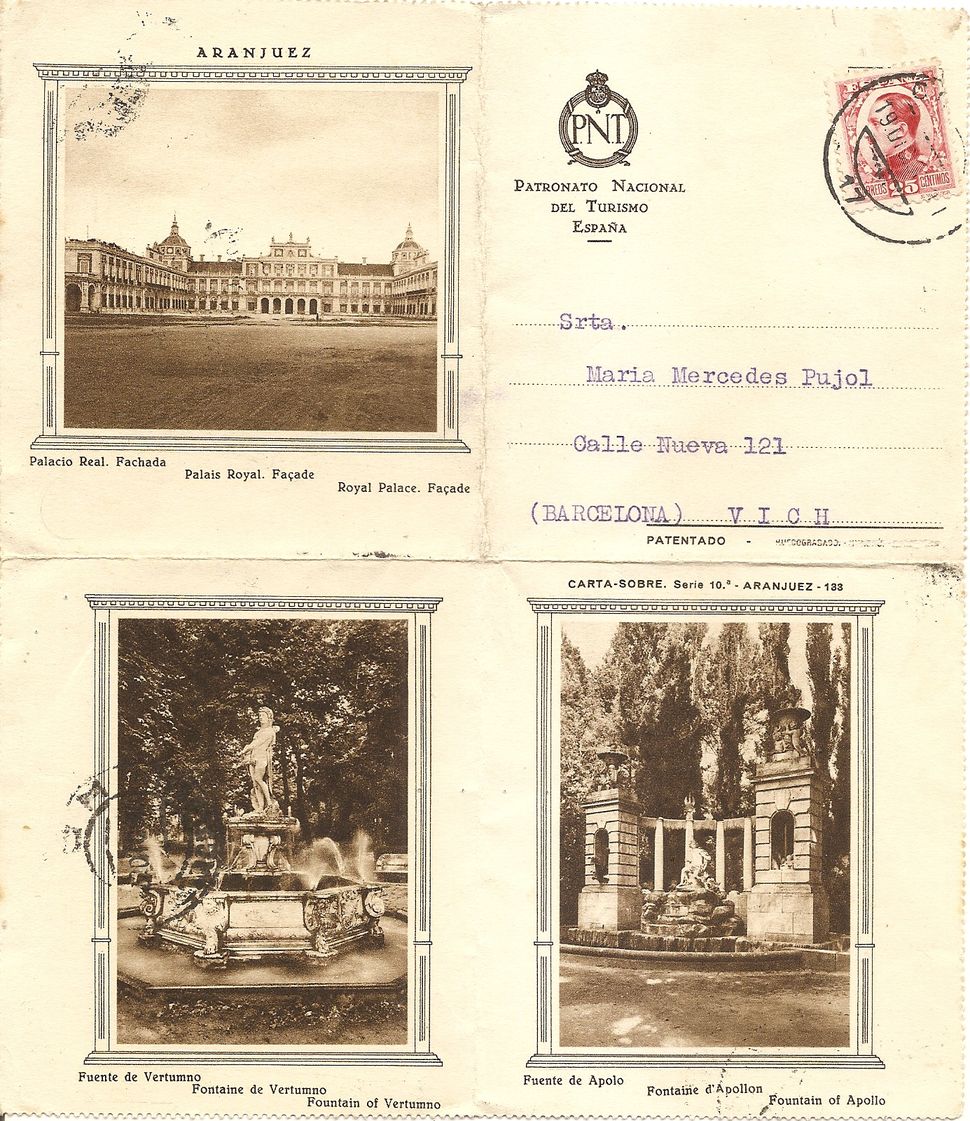 ARANJUEZ
Palacio Real. Fachada
Palais Royal. Façade
Royal Palace. Façade
P.N.T.
PATRONATO NACIONAL
DEL TURISMO
ESPAÑA
CENTIMOS
25
Srta.
Maria Mercedes Pujol
Calle Nueva 121
(BARCELONA) V I C H
PATENTADO -
CARTA-SOBRE. Serie 10.ª - ARANJUEZ - 133
Fuente de Vertumno
Fontaine de Vertumno
Fountain of Vertumno
Fuente de Apolo
Fontaine d'Apollon
Fountain of Apollo